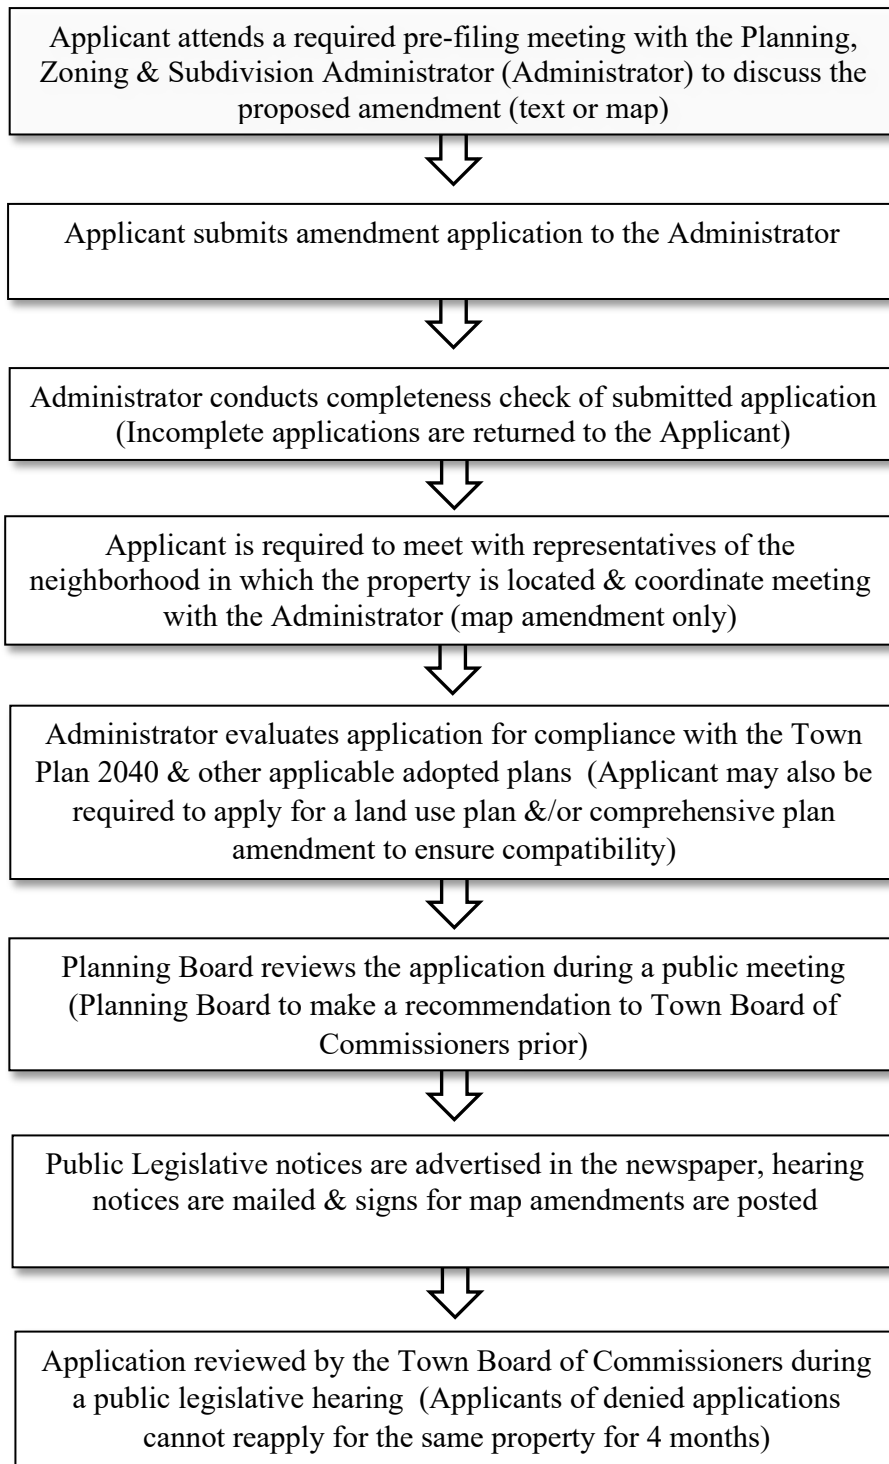 Applicant attends a required pre-filing meeting with the Planning,
Zoning & Subdivision Administrator (Administrator) to discuss the
proposed amendment (text or map)
Applicant submits amendment application to the Administrator
Administrator conducts completeness check of submitted application
(Incomplete applications are returned to the Applicant)
Applicant is required to meet with representatives of the
neighborhood in which the property is located & coordinate meeting
with the Administrator (map amendment only)
Administrator evaluates application for compliance with the Town
Plan 2040 & other applicable adopted plans (Applicant may also be
required to apply for a land use plan &/or comprehensive plan
amendment to ensure compatibility)
Planning Board reviews the application during a public meeting
(Planning Board to make a recommendation to Town Board of
Commissioners prior)
Public Legislative notices are advertised in the newspaper, hearing
notices are mailed & signs for map amendments are posted
Application reviewed by the Town Board of Commissioners during
a public legislative hearing (Applicants of denied applications
cannot reapply for the same property for 4 months)